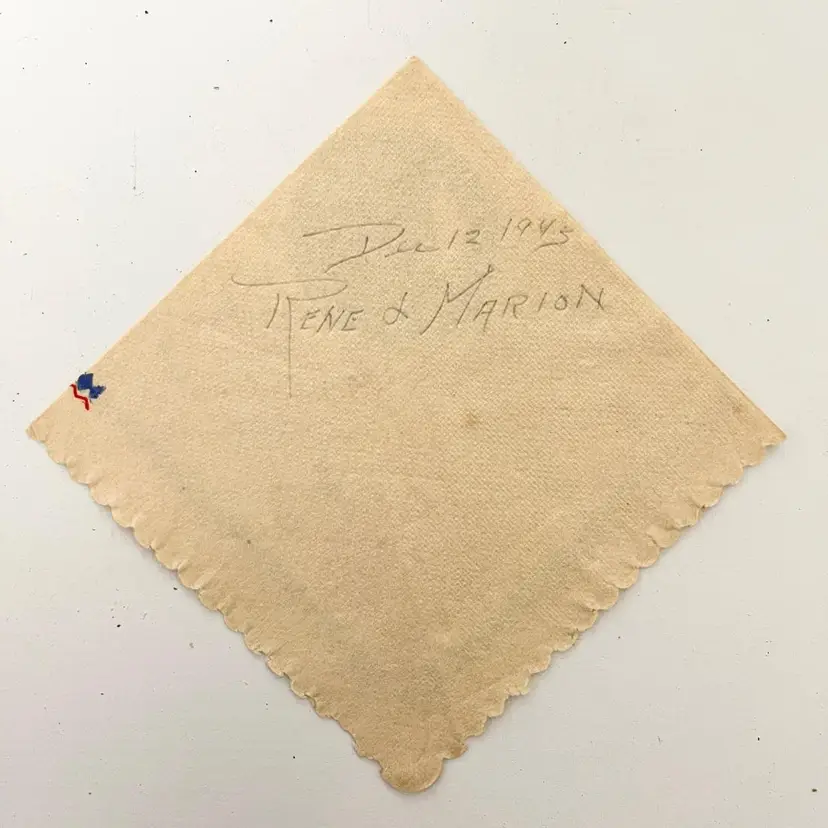 Dec 12 1945
RENE & MARION